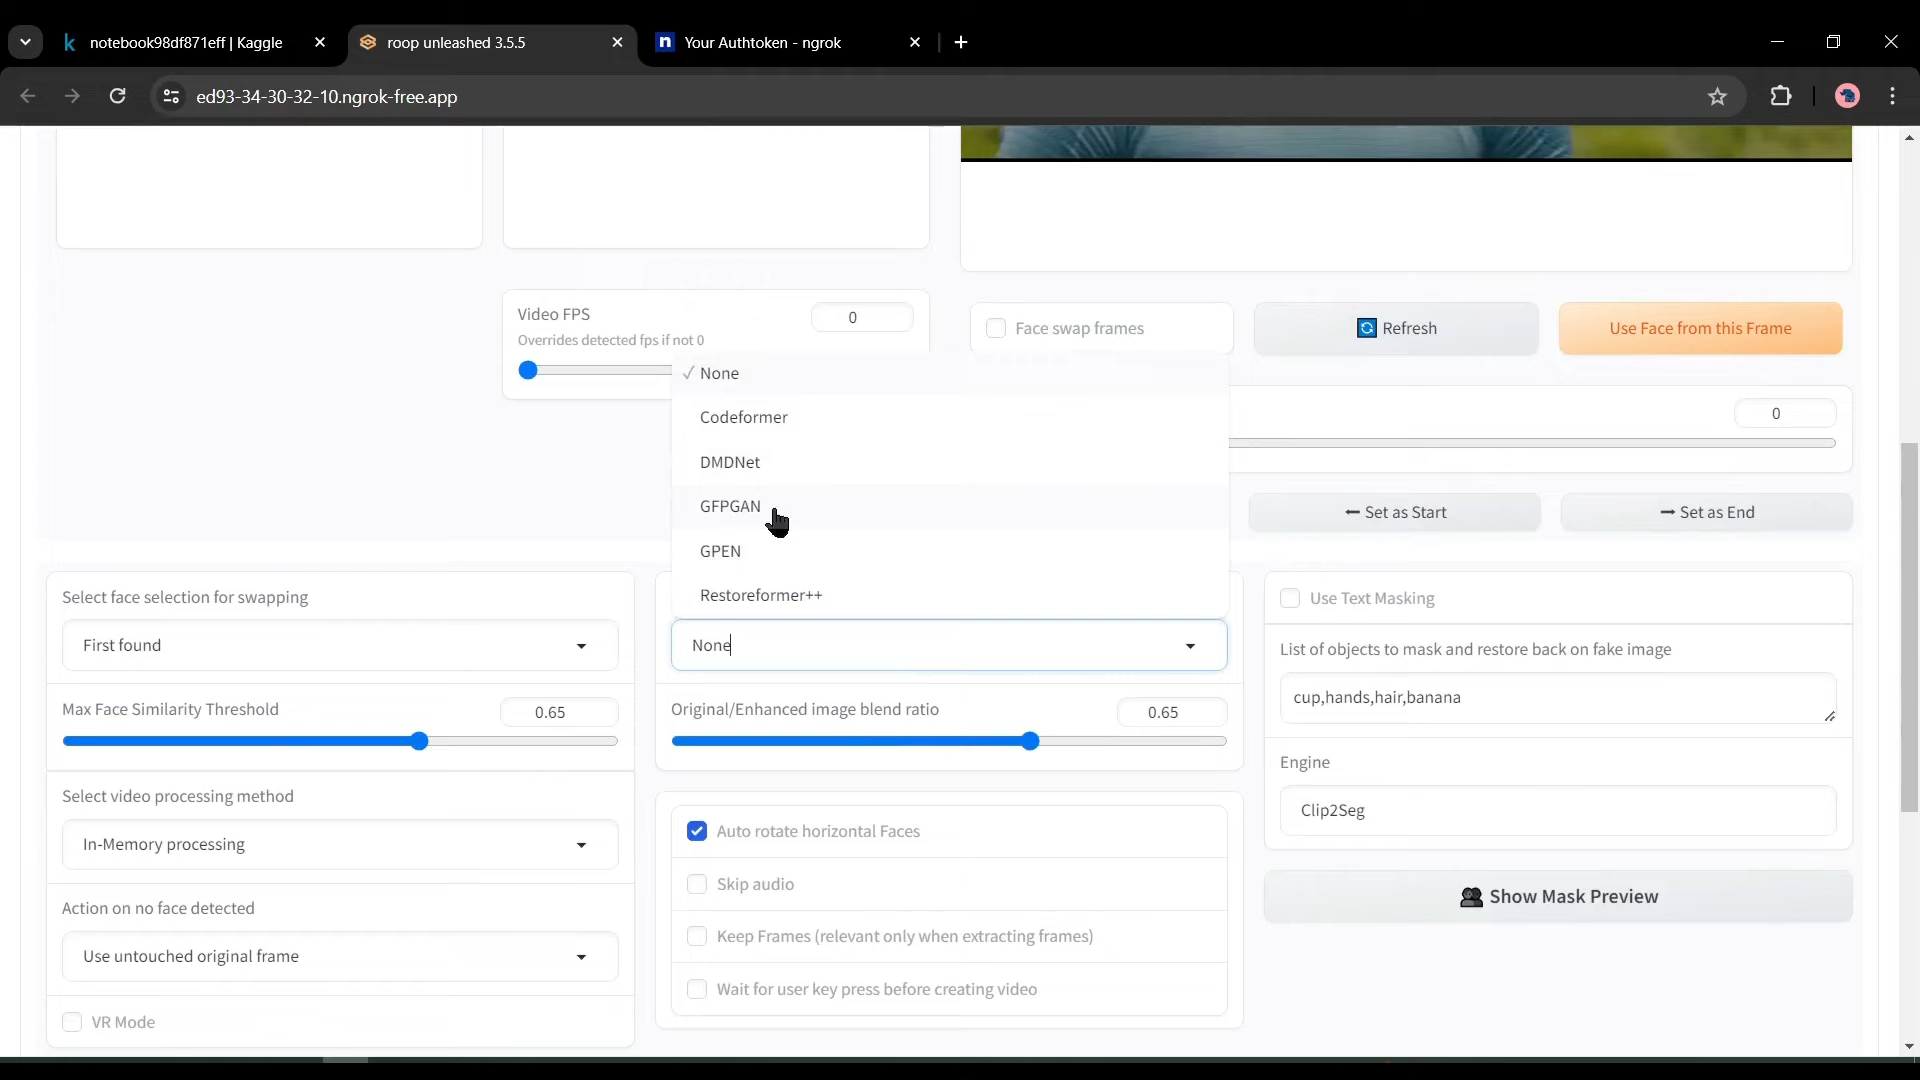 notebook98df871eff | Kaggle
roop unleashed 3.5.5
Your Authtoken - ngrok
ed93-34-30-32-10.ngrok-free.app
Video FPS
0
Overrides detected fps if not 0
Face swap frames
Refresh
Use Face from this Frame
None
Codeformer
DMDNet
GFPGAN
GPEN
Restoreformer++
0
← Set as Start
→ Set as End
Select face selection for swapping
First found
None
Use Text Masking
List of objects to mask and restore back on fake image
cup,hands,hair,banana
Max Face Similarity Threshold
0.65
Original/Enhanced image blend ratio
0.65
Engine
Clip2Seg
Select video processing method
In-Memory processing
Auto rotate horizontal Faces
Skip audio
Show Mask Preview
Action on no face detected
Use untouched original frame
Keep Frames (relevant only when extracting frames)
Wait for user key press before creating video
VR Mode